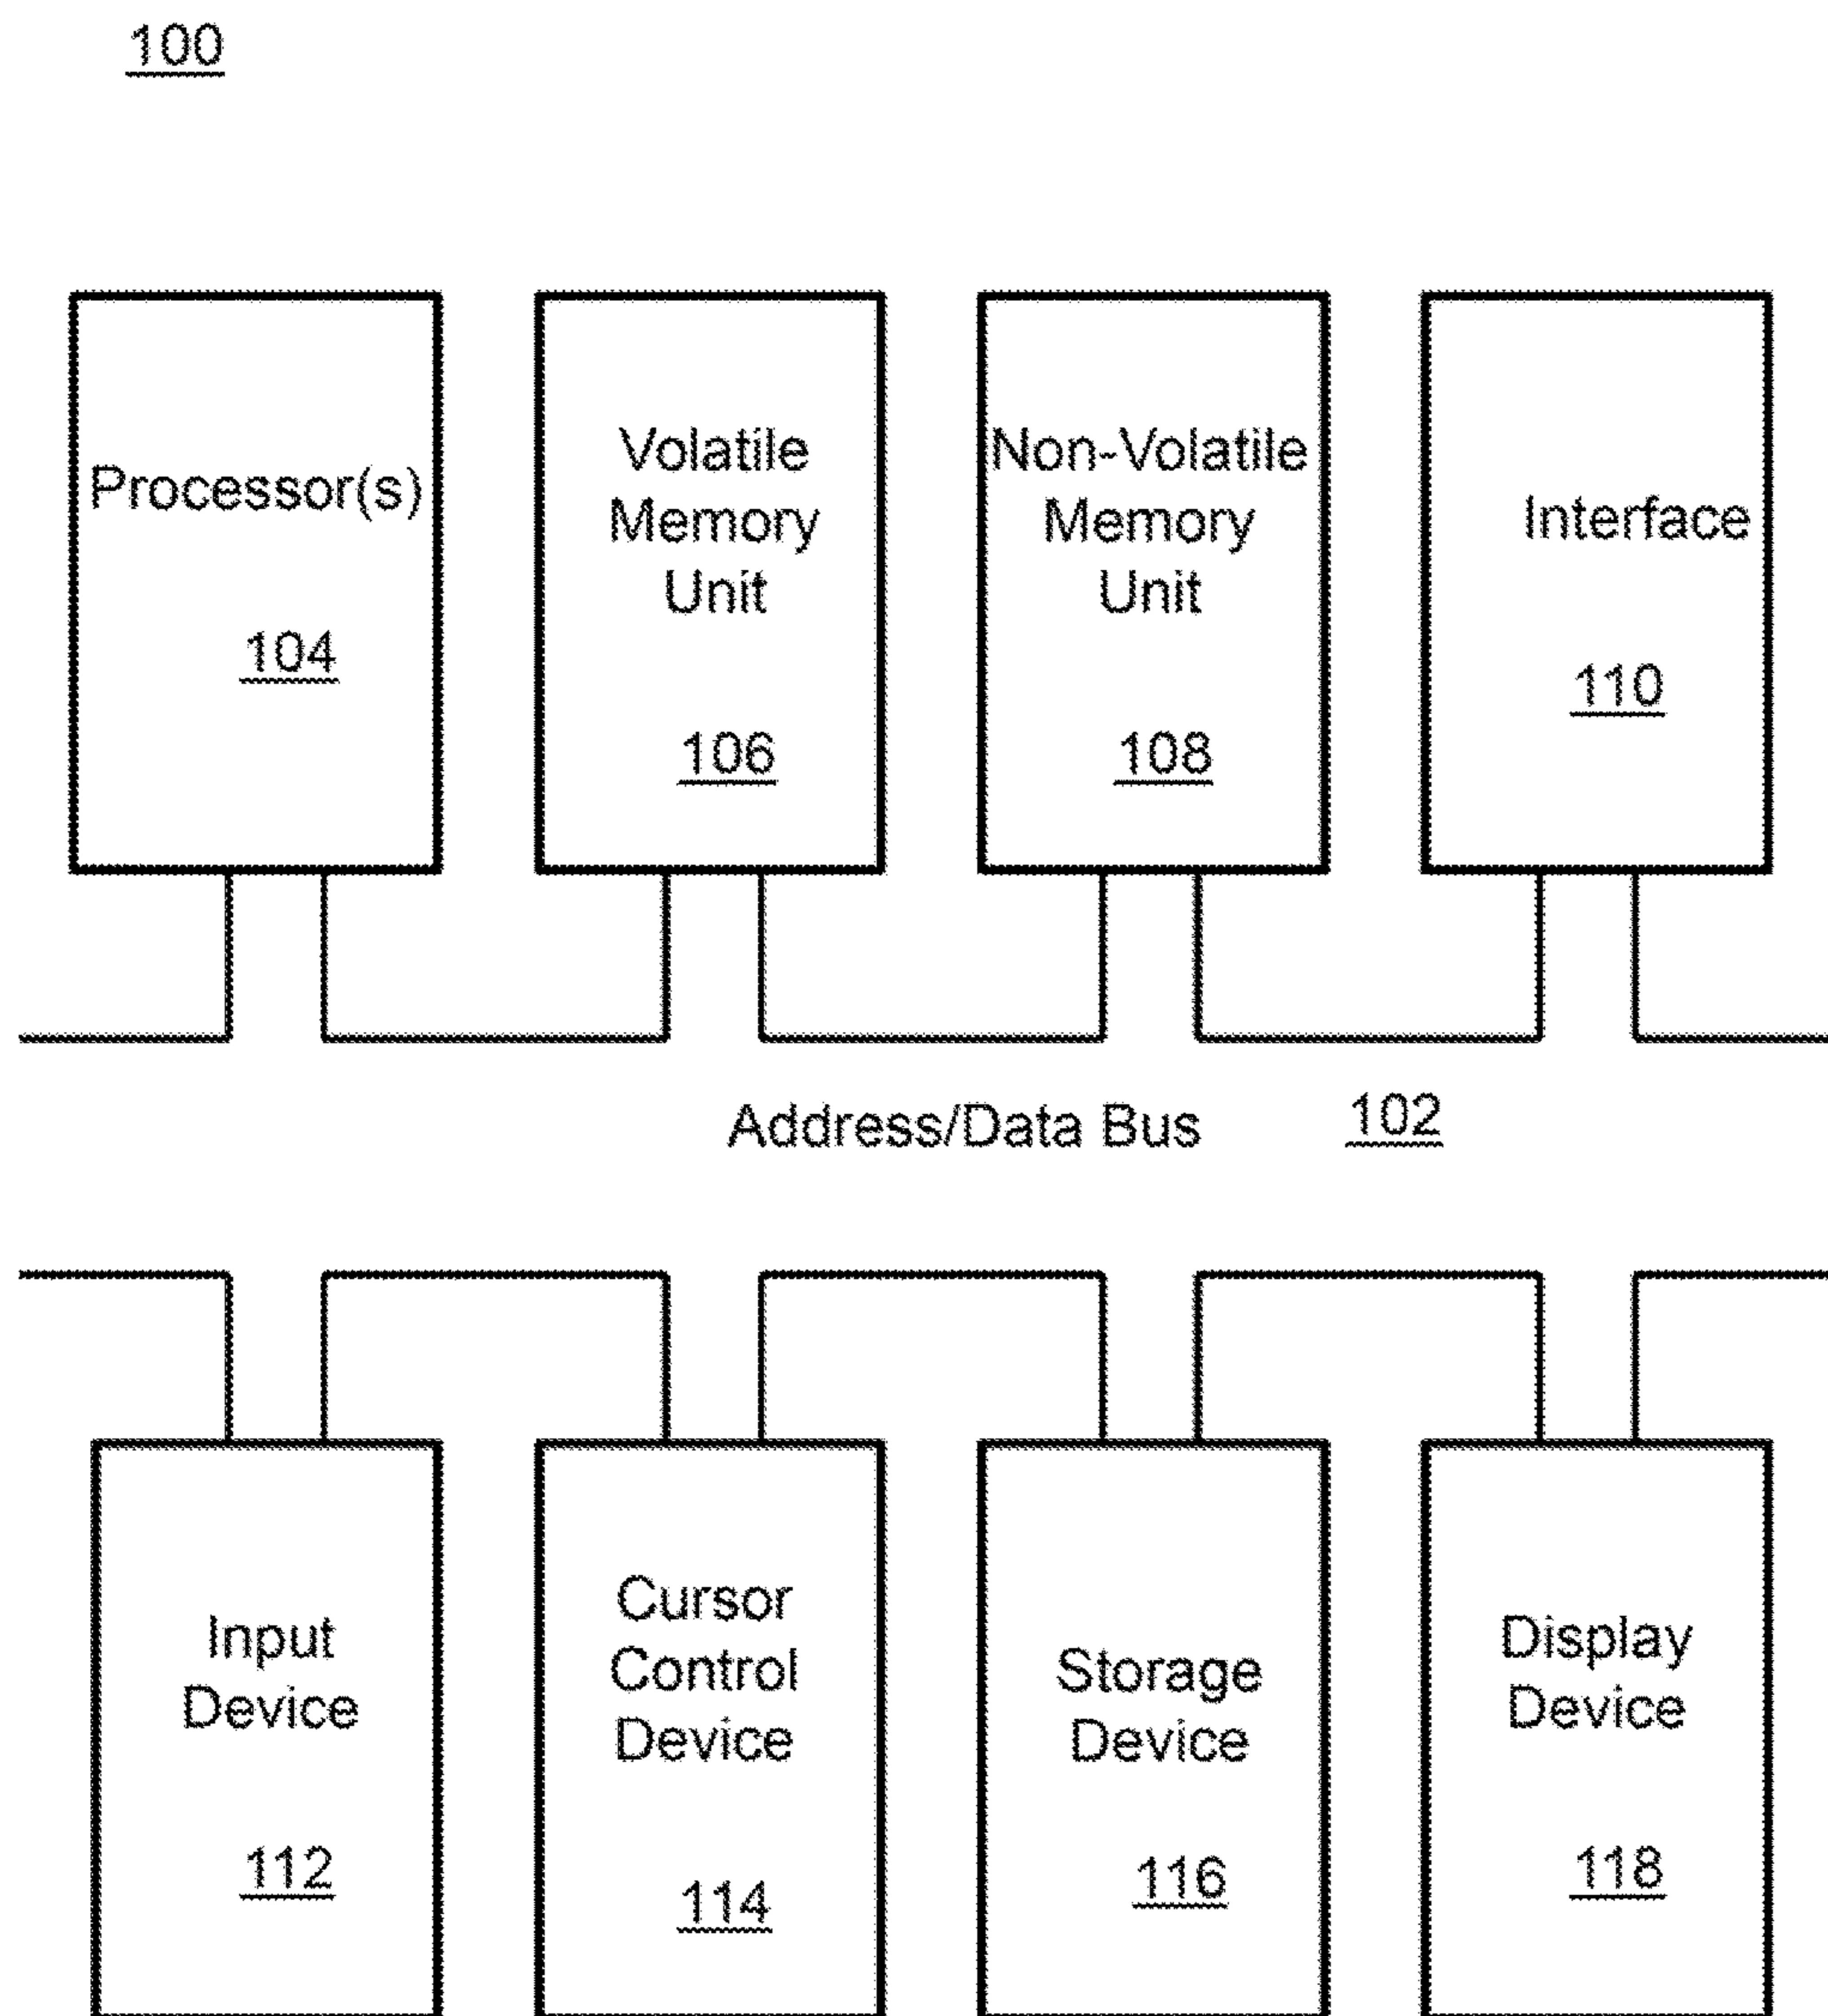 100
Processor(s)
104
Volatile
Memory
Unit
106
Non-Volatile
Memory
Unit
108
Interface
110
Address/Data Bus 102
Input
Device
112
Cursor
Control
Device
114
Storage
Device
116
Display
Device
118